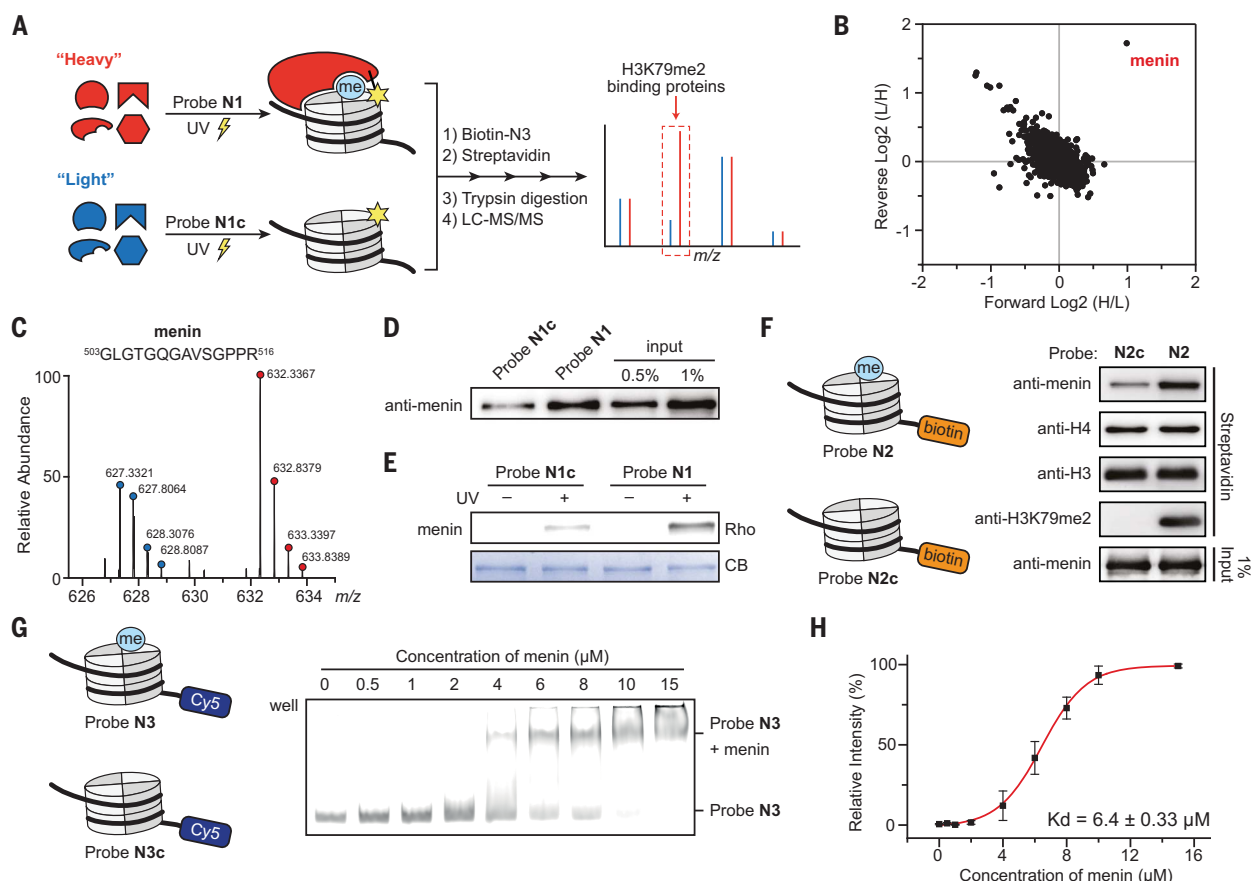 A
“Heavy”
Probe N1
UV
me
“Light”
Probe N1c
UV
1) Biotin-N3
2) Streptavidin
3) Trypsin digestion
4) LC-MS/MS
H3K79me2
binding proteins
m/z
B
Reverse Log2 (L/H)
2
1
0
-1
-2
-1
0
1
2
menin
Forward Log2 (H/L)
C
menin
503GLGTGQGAVSGPPR516
Relative Abundance
100
50
0
627.3321
627.8064
628.3076
628.8087
632.3367
632.8379
633.3397
633.8389
626
628
630
632
634
m/z
D
Probe N1c
Probe N1
input
0.5%
1%
anti-menin
E
Probe N1c
Probe N1
UV
–
+
–
+
menin
Rho
CB
F
me
biotin
Probe N2
biotin
Probe N2c
Probe:
N2c
N2
anti-menin
anti-H4
anti-H3
anti-H3K79me2
anti-menin
Streptavidin
Input
1%
G
me
Cy5
Probe N3
Cy5
Probe N3c
Concentration of menin (µM)
0 0.5 1 2 4 6 8 10 15
well
Probe N3
+ menin
Probe N3
H
Relative Intensity (%)
100
50
0
Kd = 6.4 ± 0.33 µM
0
4
8
12
16
Concentration of menin (µM)